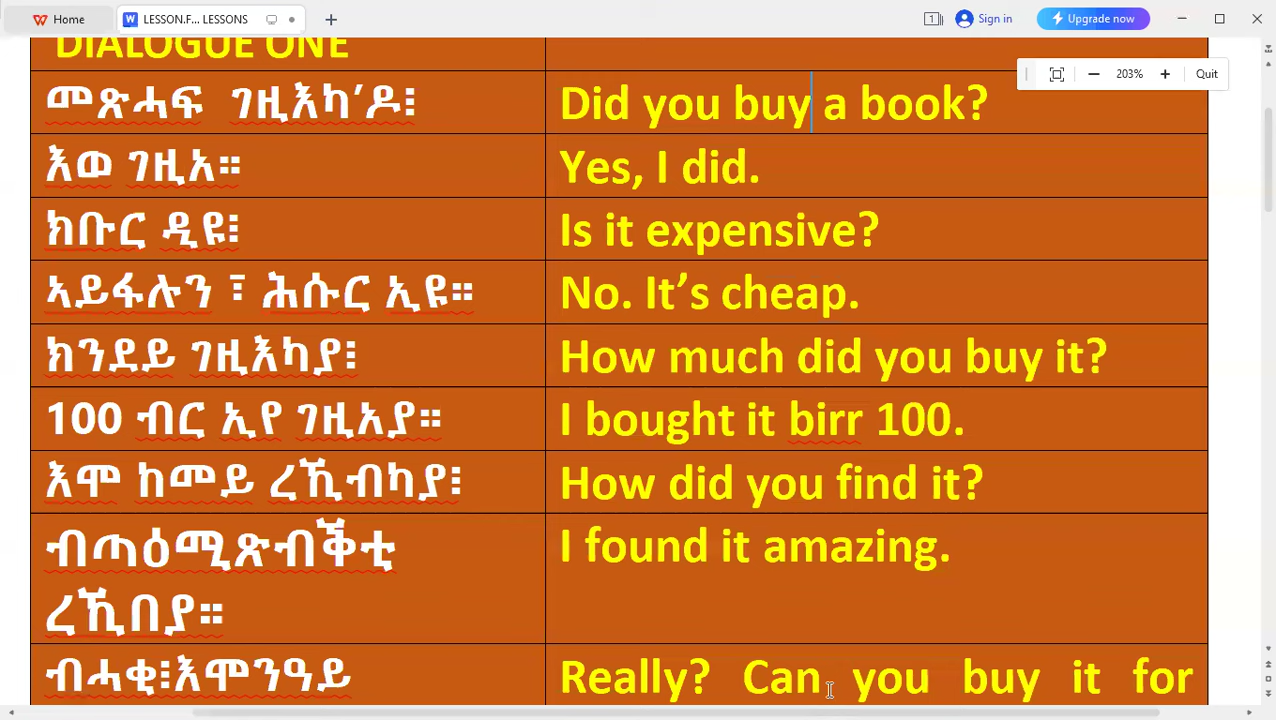 Home
LESSON.F... LESSONS
Sign in
Upgrade now
203%
Quit
DIALOGUE ONE
መጽሓፍ ገዚእካ’ዶ፧
Did you buy a book?
እወ ገዚአ።
Yes, I did.
ክቡር ዲዩ፧
Is it expensive?
ኣይፋሉን ፣ ሕሱር ኢዩ።
No. It’s cheap.
ክንደይ ገዚእካያ፧
How much did you buy it?
100 ብር ኢየ ገዚአያ።
I bought it birr 100.
እሞ ከመይ ረኺብካያ፧
How did you find it?
ብጣዕሚጽብቕቲ
ረኺበያ።
I found it amazing.
ብሓቂ፧እሞንዓይ
Really? Can you buy it for